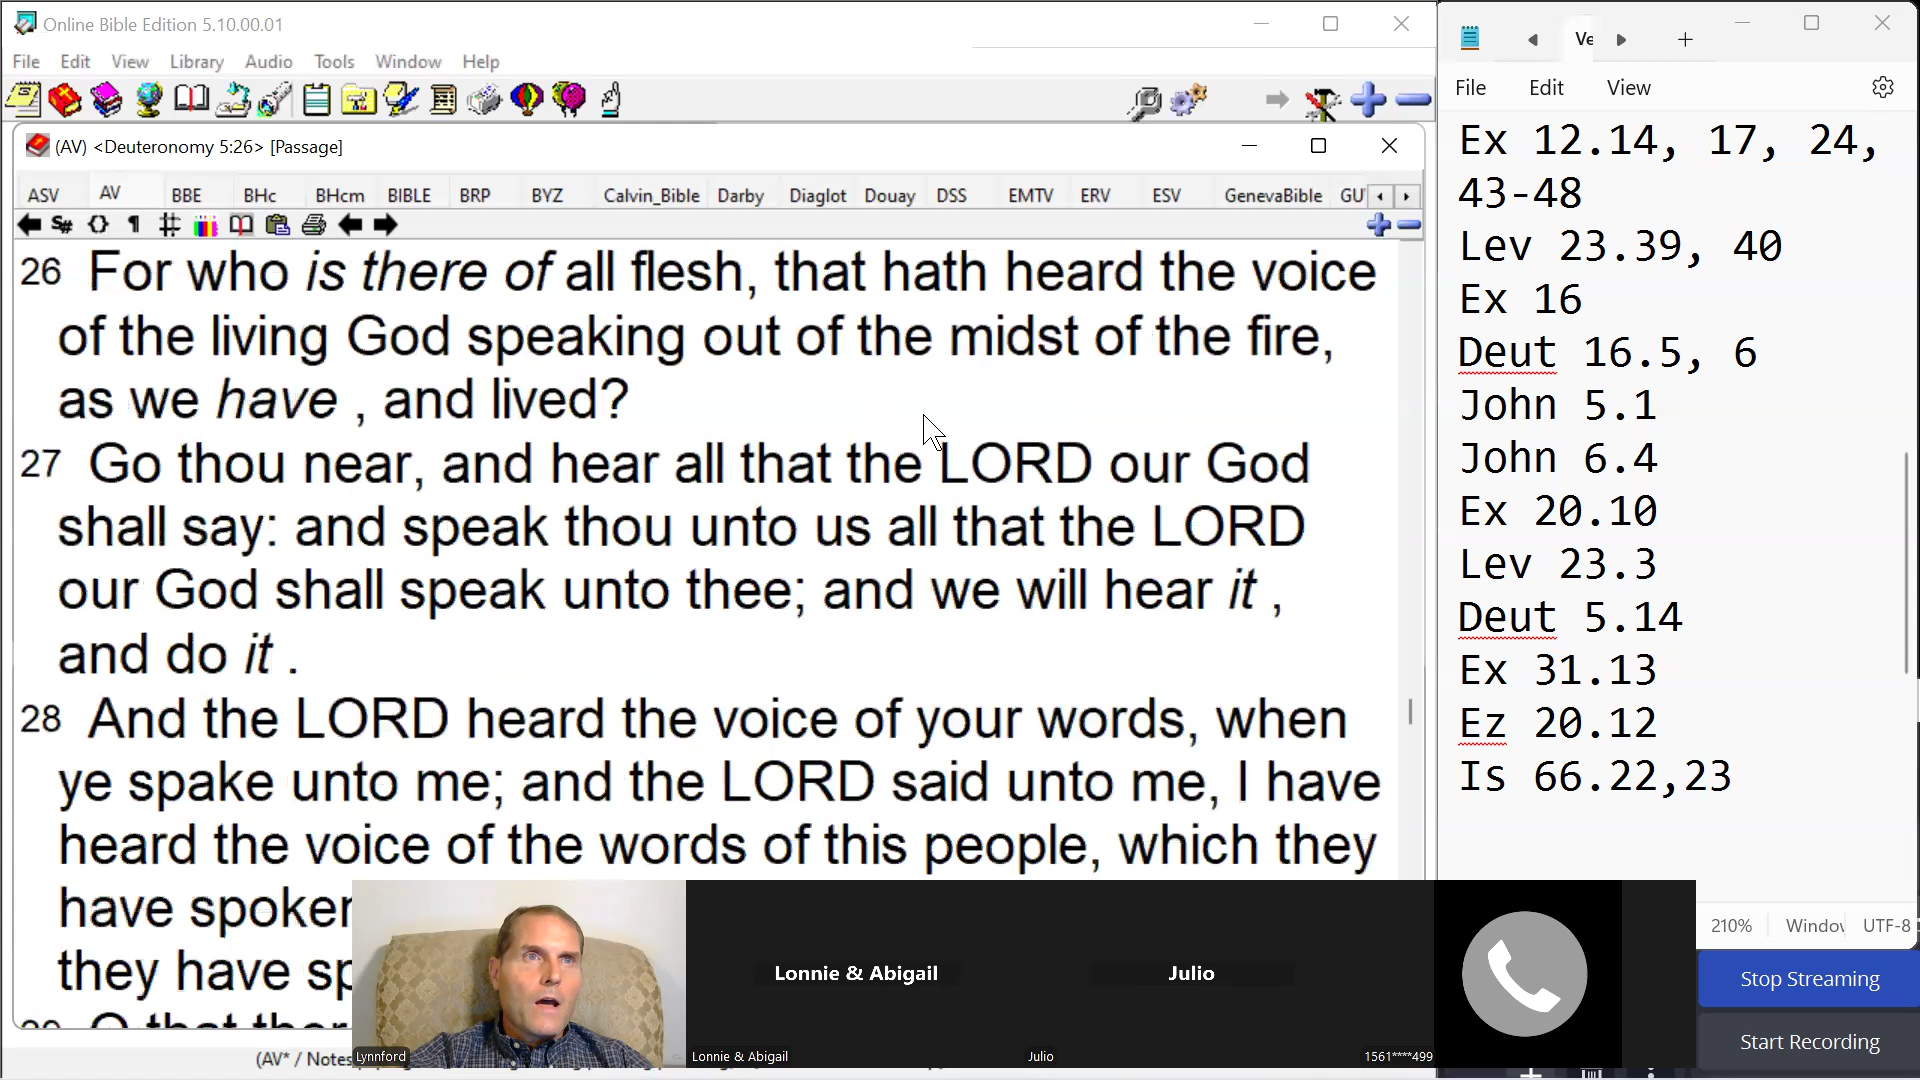 Online Bible Edition 5.10.00.01
File Edit View Library Audio Tools Window Help
(AV) <Deuteronomy 5:26> [Passage]
ASV AV BBE BHc BHcm BIBLE BRP BYZ Calvin_Bible Darby Diaglot Douay DSS EMTV ERV ESV GenevaBible GU
26 For who is there of all flesh, that hath heard the voice
of the living God speaking out of the midst of the fire,
as we have , and lived?
27 Go thou near, and hear all that the LORD our God
shall say: and speak thou unto us all that the LORD
our God shall speak unto thee; and we will hear it ,
and do it .
28 And the LORD heard the voice of your words, when
ye spake unto me; and the LORD said unto me, I have
heard the voice of the words of this people, which they
have spoken
they have sp
(AV* / Notes
Ve
File Edit View
Ex 12.14, 17, 24,
43-48
Lev 23.39, 40
Ex 16
Deut 16.5, 6
John 5.1
John 6.4
Ex 20.10
Lev 23.3
Deut 5.14
Ex 31.13
Ez 20.12
Is 66.22,23
210% Window UTF-8
Lonnie & Abigail
Julio
Lynnford
Lonnie & Abigail
Julio
1561****499
Stop Streaming
Start Recording